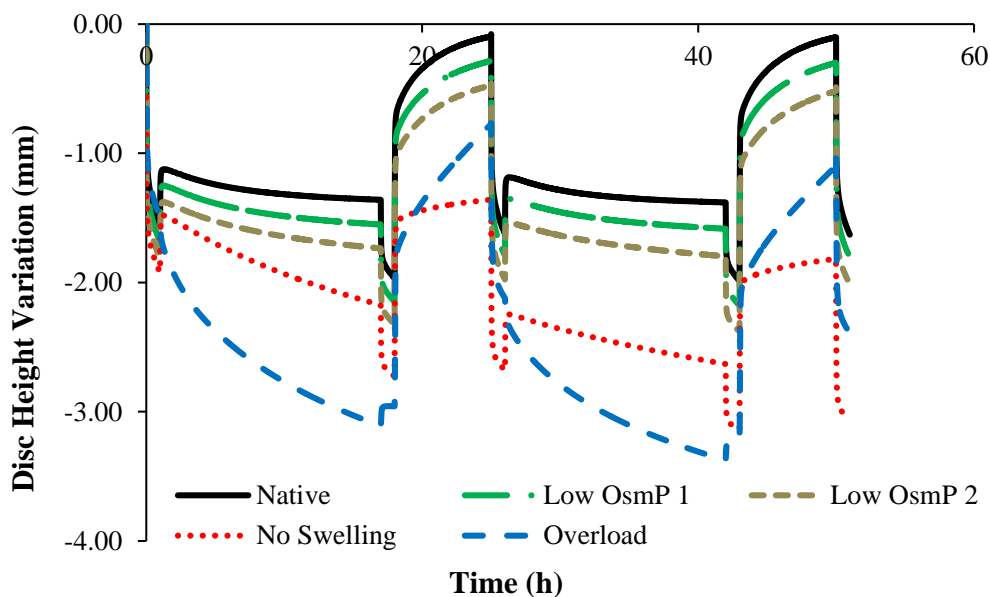 0.00
0 20 40 60
-1.00
-2.00
-3.00
-4.00
Disc Height Variation (mm)
Native Low OsmP 1 Low OsmP 2
No Swelling Overload
Time (h)